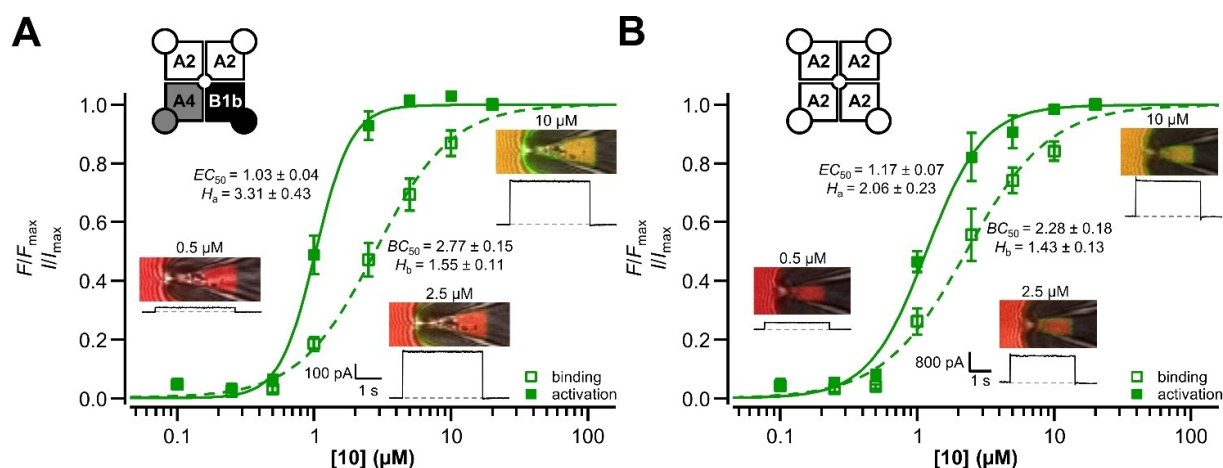 A
A2 A2
A4 B1b
F/Fmax
I/Imax
1.0
0.8
0.6
0.4
0.2
0.0
EC50 = 1.03 ± 0.04
Ha = 3.31 ± 0.43
10 µM
BC50 = 2.77 ± 0.15
Hb = 1.55 ± 0.11
0.5 µM
2.5 µM
100 pA
1 s
binding
activation
0.1 1 10 100
[10] (µM)
B
A2 A2
A2 A2
F/Fmax
I/Imax
1.0
0.8
0.6
0.4
0.2
0.0
EC50 = 1.17 ± 0.07
Ha = 2.06 ± 0.23
10 µM
BC50 = 2.28 ± 0.18
Hb = 1.43 ± 0.13
0.5 µM
2.5 µM
800 pA
1 s
binding
activation
0.1 1 10 100
[10] (µM)